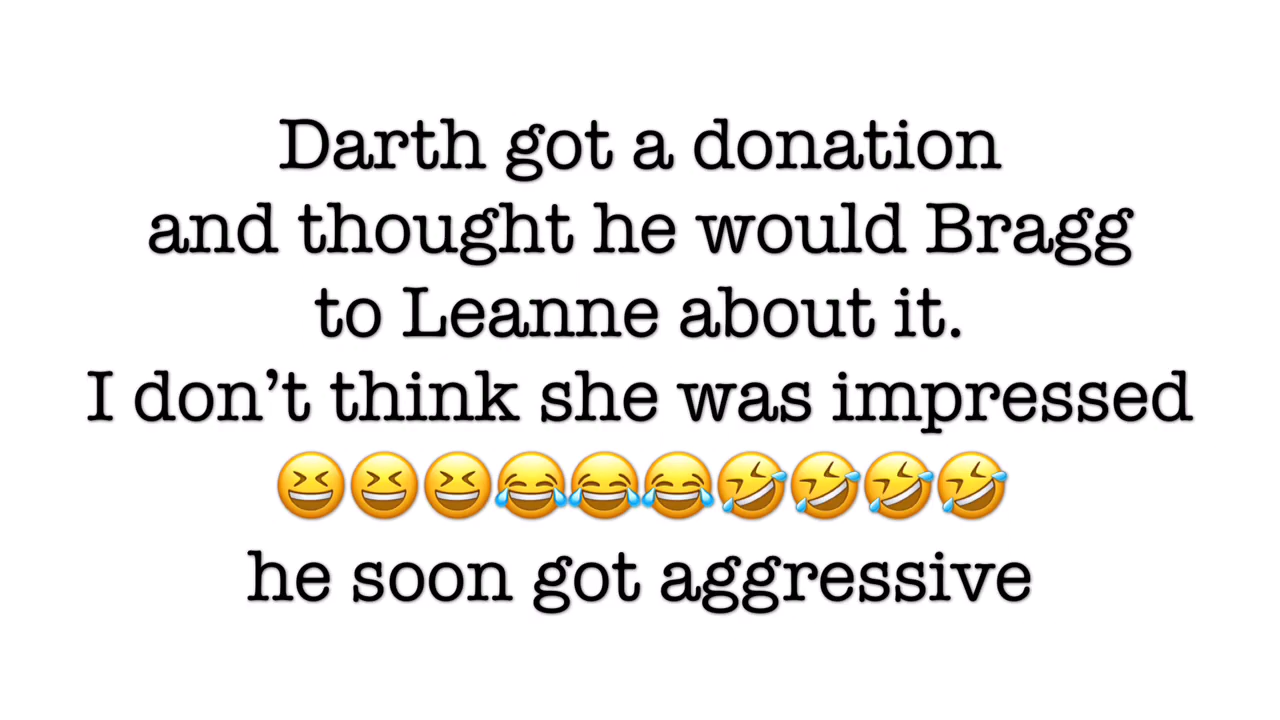 Darth got a donation
and thought he would Bragg
to Leanne about it.
I don’t think she was impressed
😆😆😆😂😂😂🤣🤣🤣🤣
he soon got aggressive